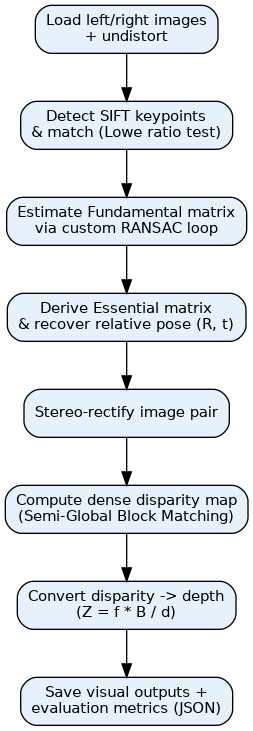 Load left/right images
+ undistort
Detect SIFT keypoints
& match (Lowe ratio test)
Estimate Fundamental matrix
via custom RANSAC loop
Derive Essential matrix
& recover relative pose (R, t)
Stereo-rectify image pair
Compute dense disparity map
(Semi-Global Block Matching)
Convert disparity -> depth
(Z = f * B / d)
Save visual outputs +
evaluation metrics (JSON)